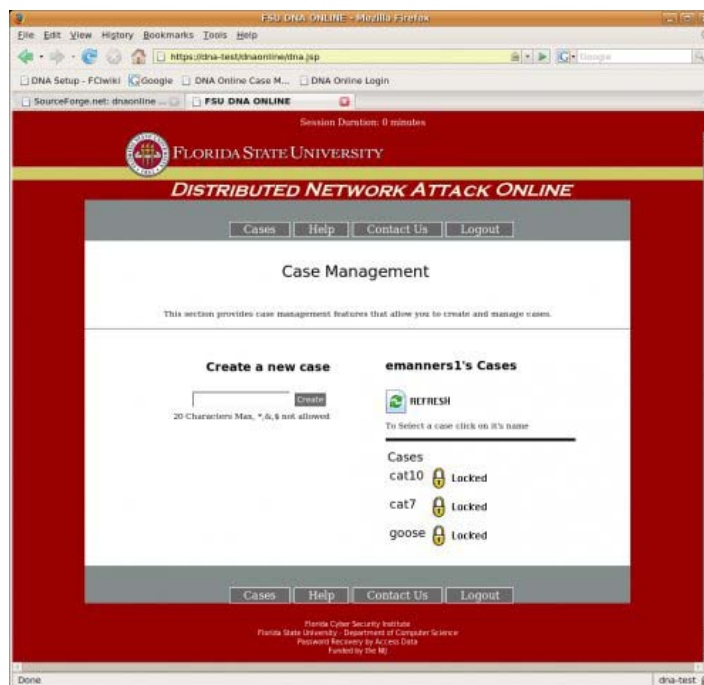 FSU DNA ONLINE - Mozilla Firefox
File Edit View History Bookmarks Tools Help
https://dna-test/dnaonline/dna.jsp
Google
DNA Setup - FCIwiki Google DNA Online Case M... DNA Online Login
SourceForge.net: dnaonline ... FSU DNA ONLINE
Session Duration: 0 minutes
FLORIDA STATE UNIVERSITY
DISTRIBUTED NETWORK ATTACK ONLINE
Cases Help Contact Us Logout
Case Management
This section provides case management features that allow you to create and manage cases.
Create a new case
Create
20 Characters Max, *,&,$ not allowed
emanners1's Cases
REFRESH
To Select a case click on it's name
Cases
cat10 Locked
cat7 Locked
goose Locked
Cases Help Contact Us Logout
Florida Cyber Security Institute
Florida State University - Department of Computer Science
Password Recovery by Access Data
Funded by the NIJ
Done
dna-test